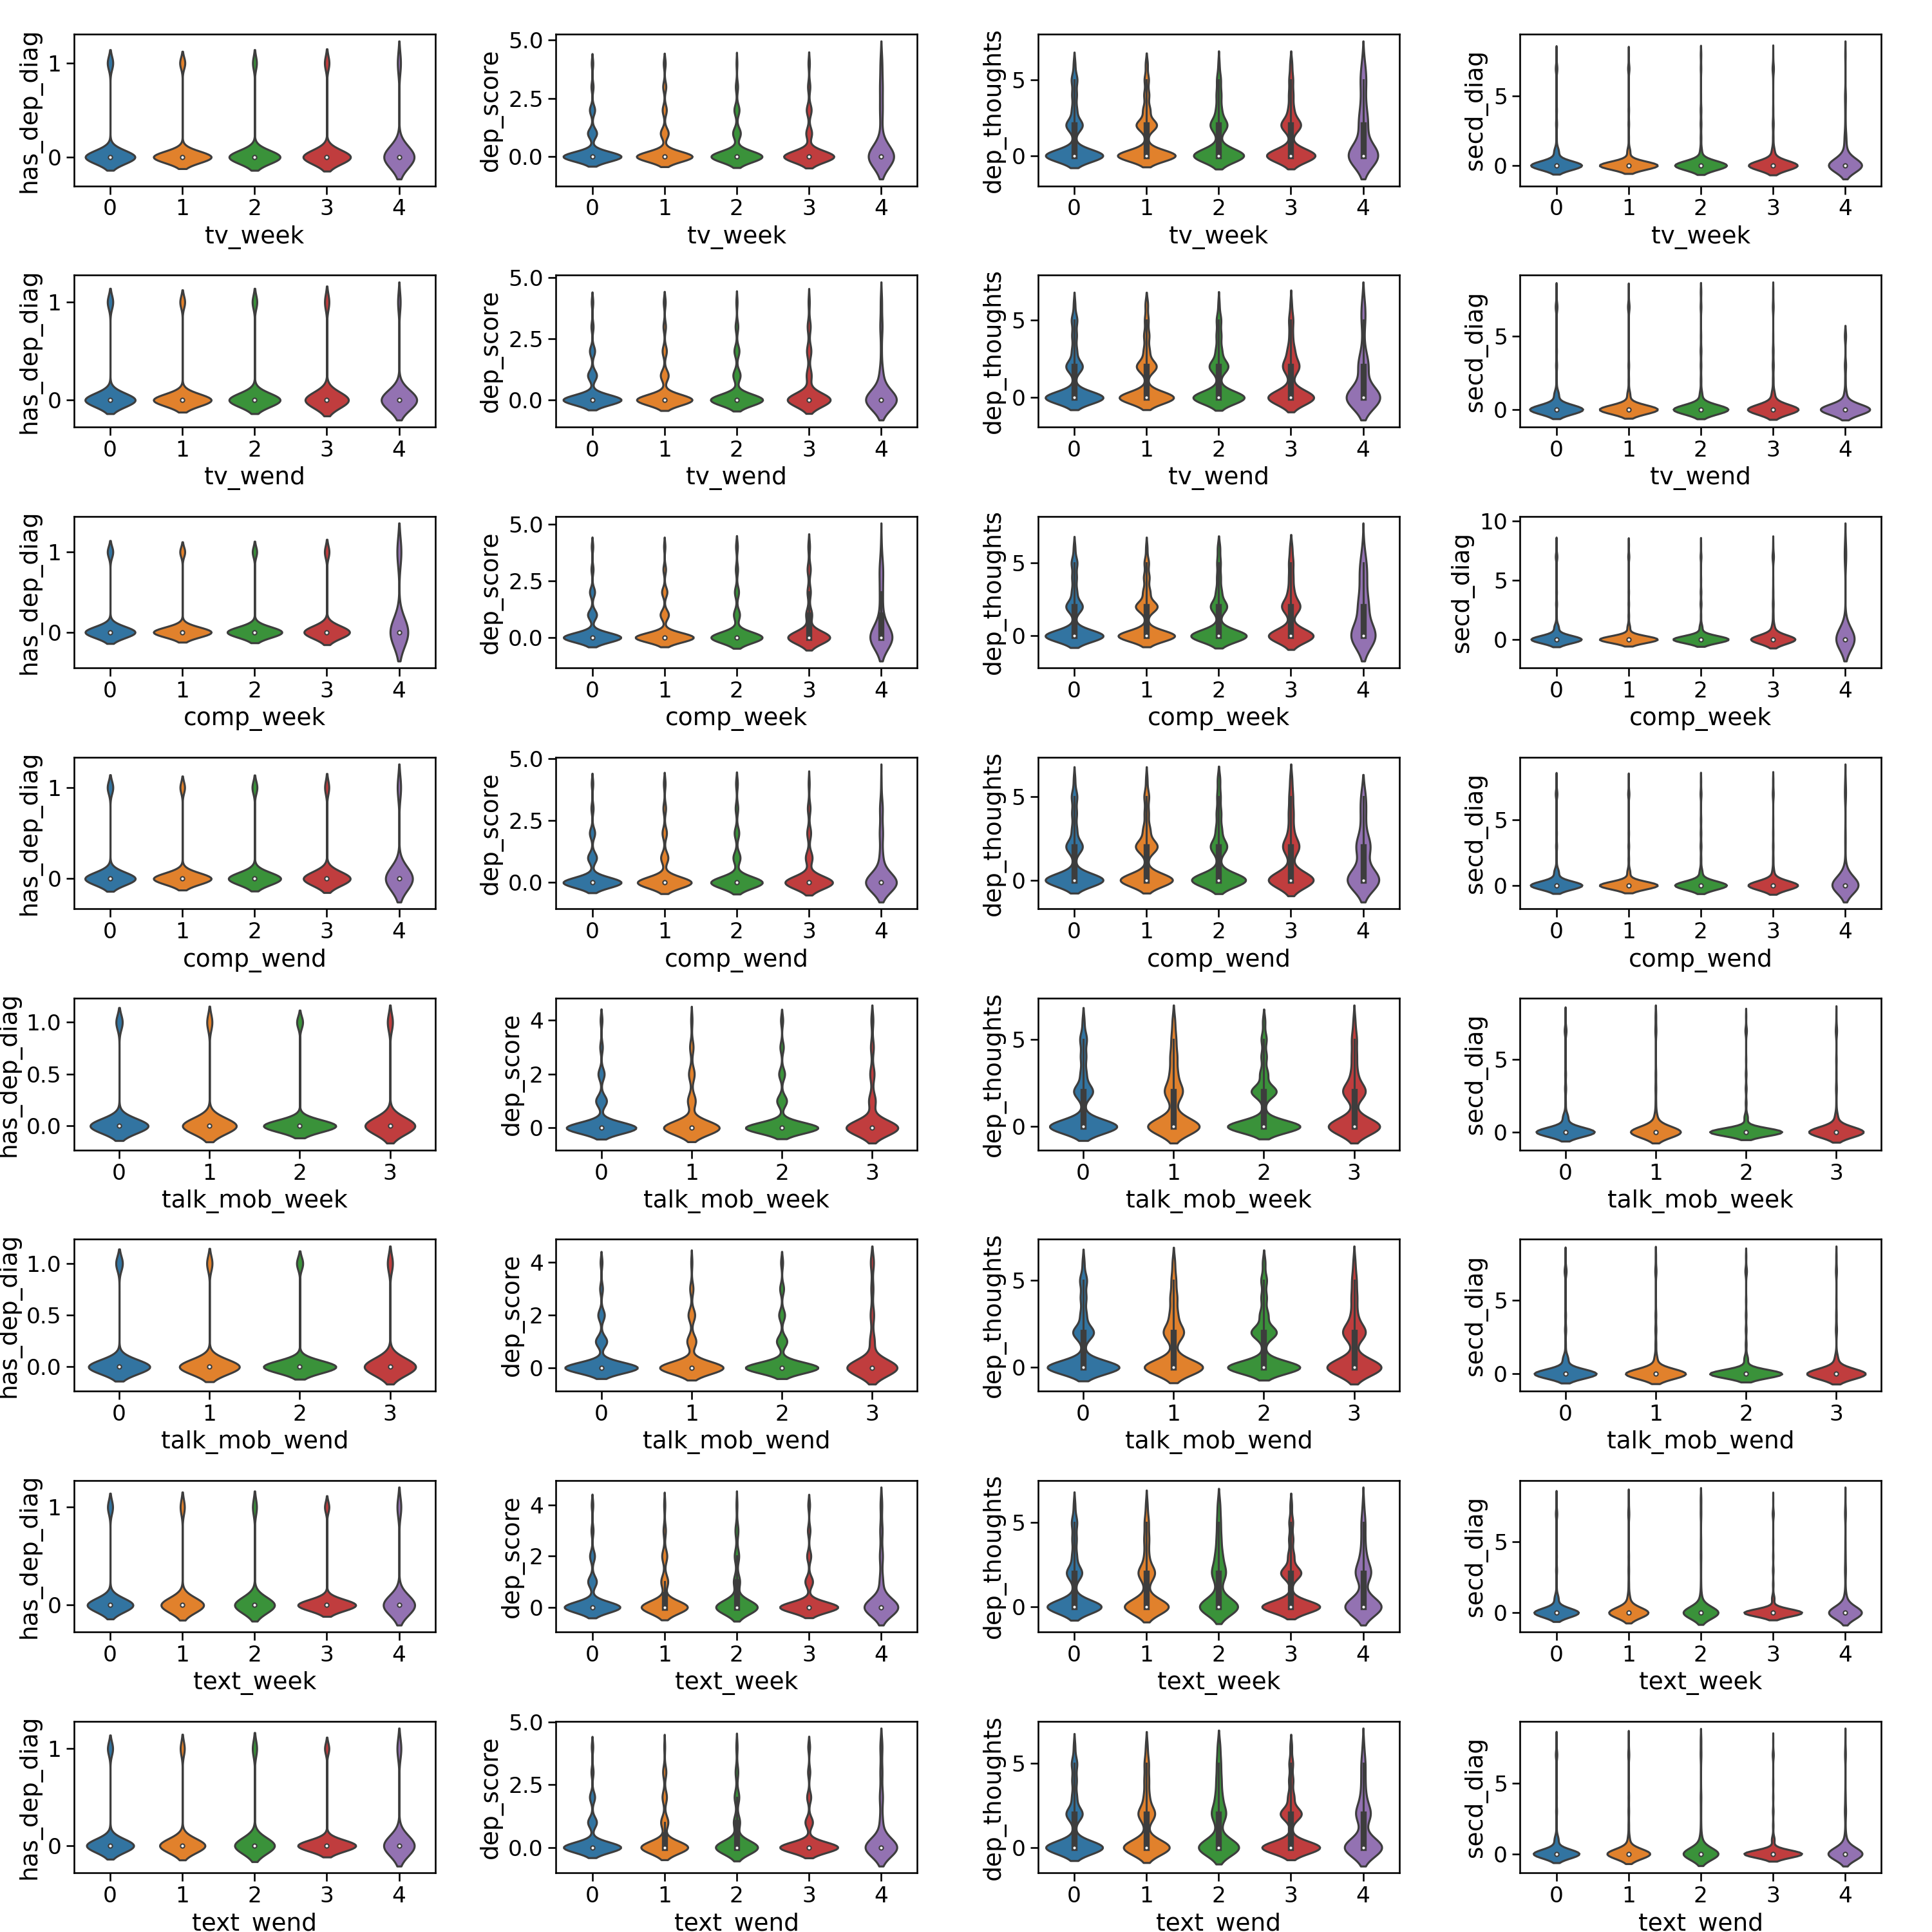 has_dep_diag
1
0
0 1 2 3 4
tv_week
dep_score
5.0
2.5
0.0
0 1 2 3 4
tv_week
dep_thoughts
5
0
0 1 2 3 4
tv_week
secd_diag
5
0
0 1 2 3 4
tv_week
has_dep_diag
1
0
0 1 2 3 4
tv_wend
dep_score
5.0
2.5
0.0
0 1 2 3 4
tv_wend
dep_thoughts
5
0
0 1 2 3 4
tv_wend
secd_diag
5
0
0 1 2 3 4
tv_wend
has_dep_diag
1
0
0 1 2 3 4
comp_week
dep_score
5.0
2.5
0.0
0 1 2 3 4
comp_week
dep_thoughts
5
0
0 1 2 3 4
comp_week
secd_diag
10
5
0
0 1 2 3 4
comp_week
has_dep_diag
1
0
0 1 2 3 4
comp_wend
dep_score
5.0
2.5
0.0
0 1 2 3 4
comp_wend
dep_thoughts
5
0
0 1 2 3 4
comp_wend
secd_diag
5
0
0 1 2 3 4
comp_wend
has_dep_diag
1.0
0.5
0.0
0 1 2 3
talk_mob_week
dep_score
4
2
0
0 1 2 3
talk_mob_week
dep_thoughts
5
0
0 1 2 3
talk_mob_week
secd_diag
5
0
0 1 2 3
talk_mob_week
has_dep_diag
1.0
0.5
0.0
0 1 2 3
talk_mob_wend
dep_score
4
2
0
0 1 2 3
talk_mob_wend
dep_thoughts
5
0
0 1 2 3
talk_mob_wend
secd_diag
5
0
0 1 2 3
talk_mob_wend
has_dep_diag
1
0
0 1 2 3 4
text_week
dep_score
4
2
0
0 1 2 3 4
text_week
dep_thoughts
5
0
0 1 2 3 4
text_week
secd_diag
5
0
0 1 2 3 4
text_week
has_dep_diag
1
0
0 1 2 3 4
text_wend
dep_score
5.0
2.5
0.0
0 1 2 3 4
text_wend
dep_thoughts
5
0
0 1 2 3 4
text_wend
secd_diag
5
0
0 1 2 3 4
text_wend